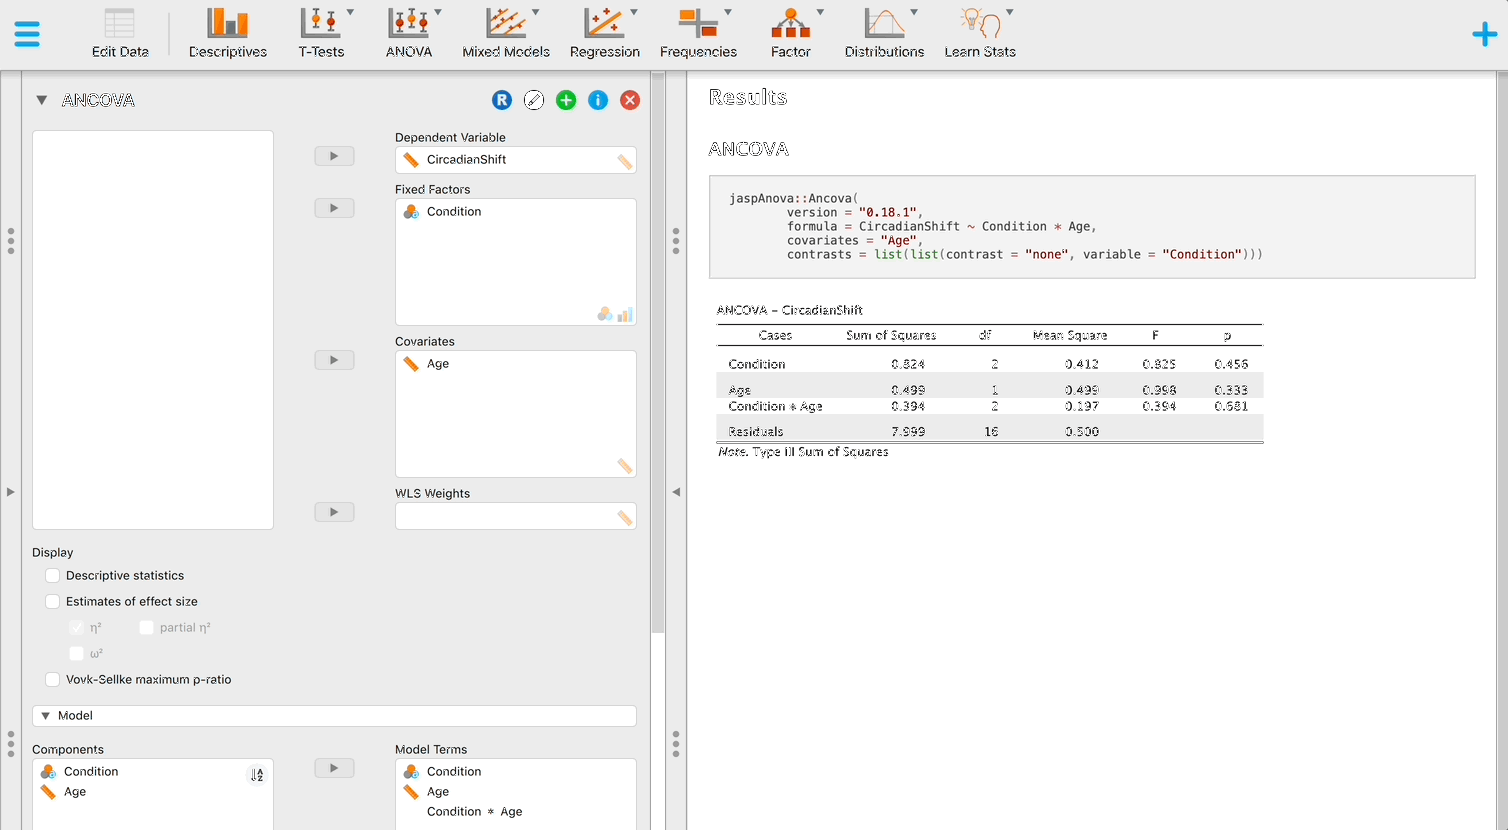 Edit Data
Descriptives
T-Tests
ANOVA
Mixed Models
Regression
Frequencies
Factor
Distributions
Learn Stats
ANCOVA
R
i
Dependent Variable
CircadianShift
Fixed Factors
Condition
Covariates
Age
WLS Weights
Display
Descriptive statistics
Estimates of effect size
η² partial η²
ω²
Vovk-Sellke maximum p-ratio
Model
Components
Condition
Age
Model Terms
Condition
Age
Condition * Age
Results
ANCOVA
jaspAnova::Ancova(
version = "0.18.1",
formula = CircadianShift ~ Condition * Age,
covariates = "Age",
contrasts = list(list(contrast = "none", variable = "Condition")))
ANCOVA – CircadianShift
Cases Sum of Squares df Mean Square F p
Condition 0.824 2 0.412 0.825 0.456
Age 0.499 1 0.499 0.998 0.333
Condition * Age 0.394 2 0.197 0.394 0.681
Residuals 7.999 16 0.500
Note. Type III Sum of Squares